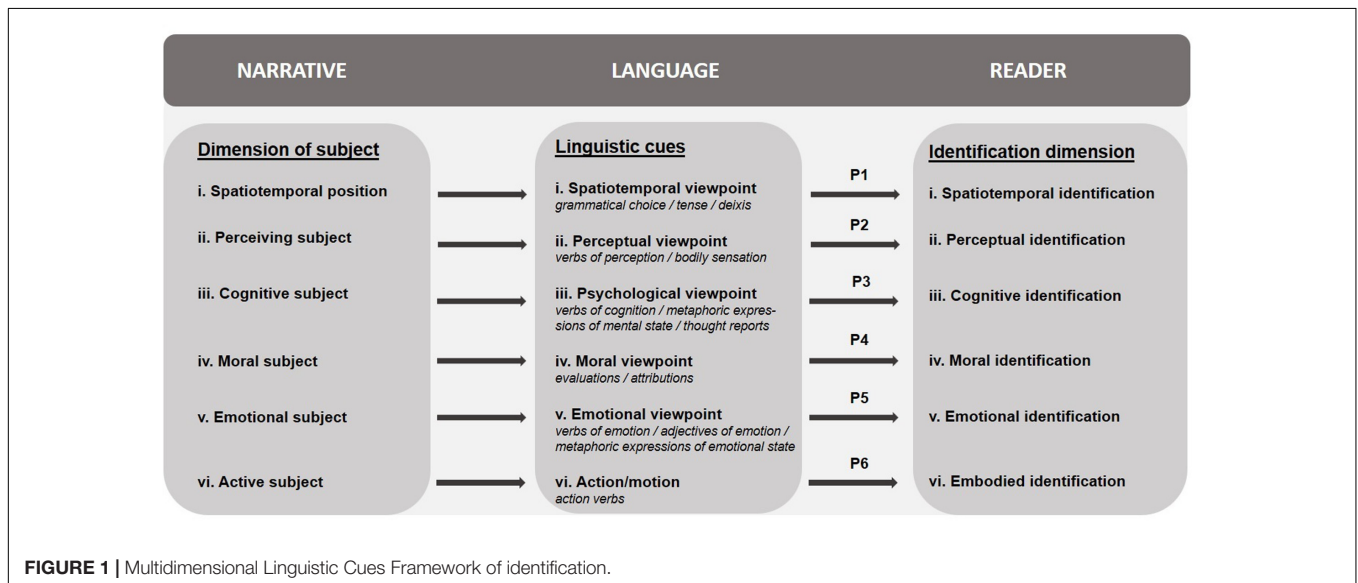 NARRATIVE
LANGUAGE
READER
Dimension of subject
i. Spatiotemporal position
ii. Perceiving subject
iii. Cognitive subject
iv. Moral subject
v. Emotional subject
vi. Active subject
Linguistic cues
i. Spatiotemporal viewpoint
grammatical choice / tense / deixis
ii. Perceptual viewpoint
verbs of perception / bodily sensation
iii. Psychological viewpoint
verbs of cognition / metaphoric expres-
sions of mental state / thought reports
iv. Moral viewpoint
evaluations / attributions
v. Emotional viewpoint
verbs of emotion / adjectives of emotion /
metaphoric expressions of emotional state
vi. Action/motion
action verbs
P1
P2
P3
P4
P5
P6
Identification dimension
i. Spatiotemporal identification
ii. Perceptual identification
iii. Cognitive identification
iv. Moral identification
v. Emotional identification
vi. Embodied identification
FIGURE 1 | Multidimensional Linguistic Cues Framework of identification.